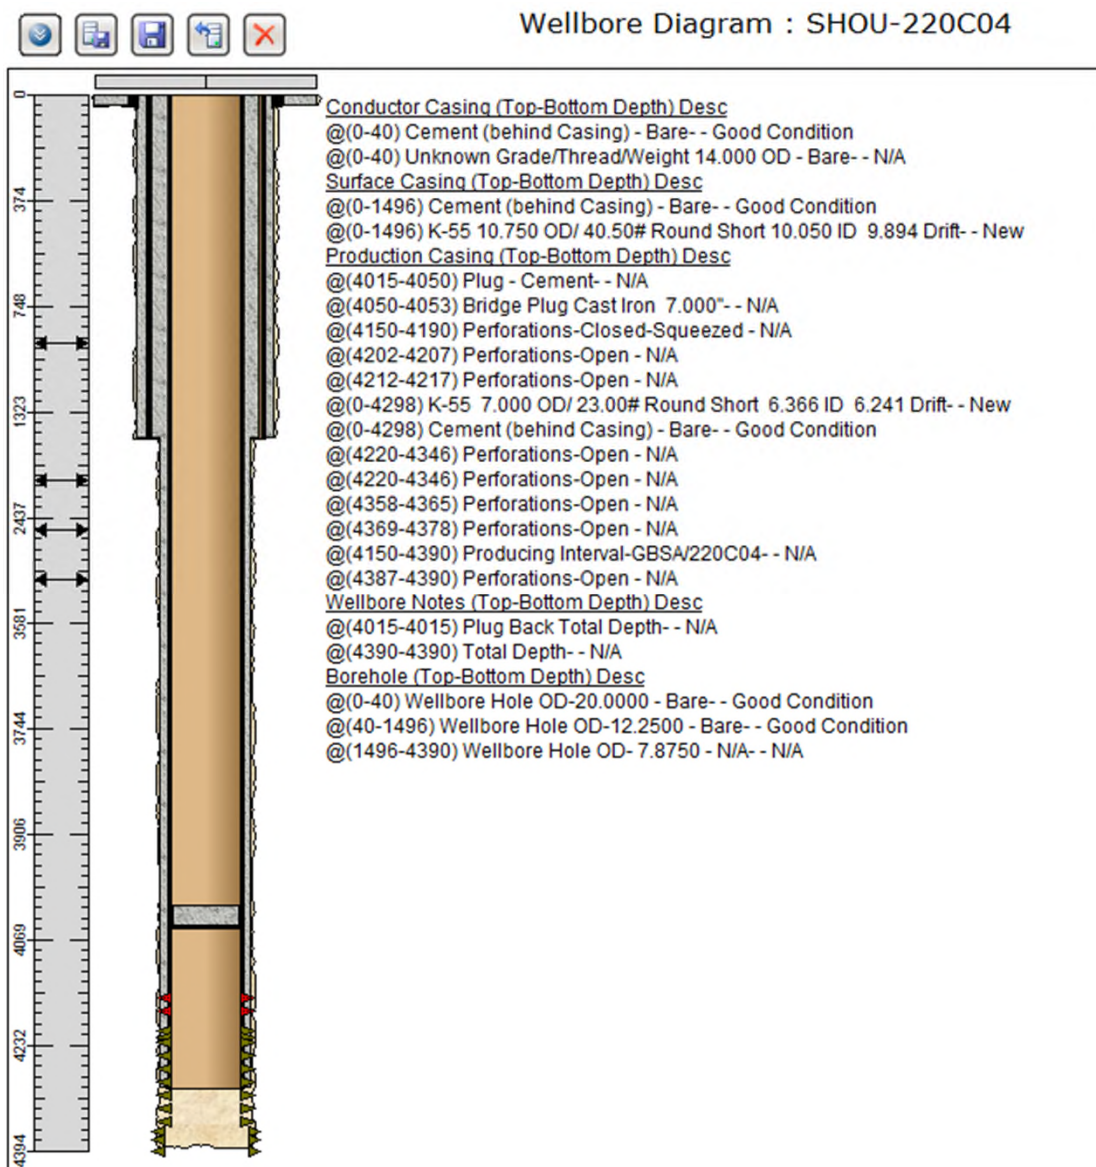 Wellbore Diagram : SHOU-220C04
0
374
748
1323
2437
3581
3744
3906
4069
4232
4394
Conductor Casing (Top-Bottom Depth) Desc
@(0-40) Cement (behind Casing) - Bare- - Good Condition
@(0-40) Unknown Grade/Thread/Weight 14.000 OD - Bare- - N/A
Surface Casing (Top-Bottom Depth) Desc
@(0-1496) Cement (behind Casing) - Bare- - Good Condition
@(0-1496) K-55 10.750 OD/ 40.50# Round Short 10.050 ID 9.894 Drift- - New
Production Casing (Top-Bottom Depth) Desc
@(4015-4050) Plug - Cement- - N/A
@(4050-4053) Bridge Plug Cast Iron 7.000"- - N/A
@(4150-4190) Perforations-Closed-Squeezed - N/A
@(4202-4207) Perforations-Open - N/A
@(4212-4217) Perforations-Open - N/A
@(0-4298) K-55 7.000 OD/ 23.00# Round Short 6.366 ID 6.241 Drift- - New
@(0-4298) Cement (behind Casing) - Bare- - Good Condition
@(4220-4346) Perforations-Open - N/A
@(4220-4346) Perforations-Open - N/A
@(4358-4365) Perforations-Open - N/A
@(4369-4378) Perforations-Open - N/A
@(4150-4390) Producing Interval-GBSA/220C04- - N/A
@(4387-4390) Perforations-Open - N/A
Wellbore Notes (Top-Bottom Depth) Desc
@(4015-4015) Plug Back Total Depth- - N/A
@(4390-4390) Total Depth- - N/A
Borehole (Top-Bottom Depth) Desc
@(0-40) Wellbore Hole OD-20.0000 - Bare- - Good Condition
@(40-1496) Wellbore Hole OD-12.2500 - Bare- - Good Condition
@(1496-4390) Wellbore Hole OD- 7.8750 - N/A- - N/A